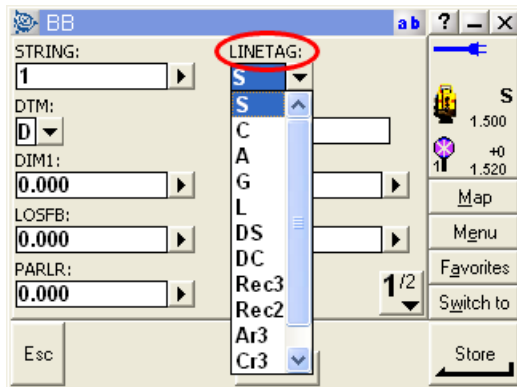 BB
ab
?
STRING:
LINETAG:
1
S
DTM:
D
DIM1:
0.000
LOSFB:
0.000
PARLR:
0.000
S
C
A
G
L
DS
DC
Rec3
Rec2
Ar3
Cr3
1/2
Esc
S
1.500
+0
1
1.520
Map
Menu
Favorites
Switch to
Store